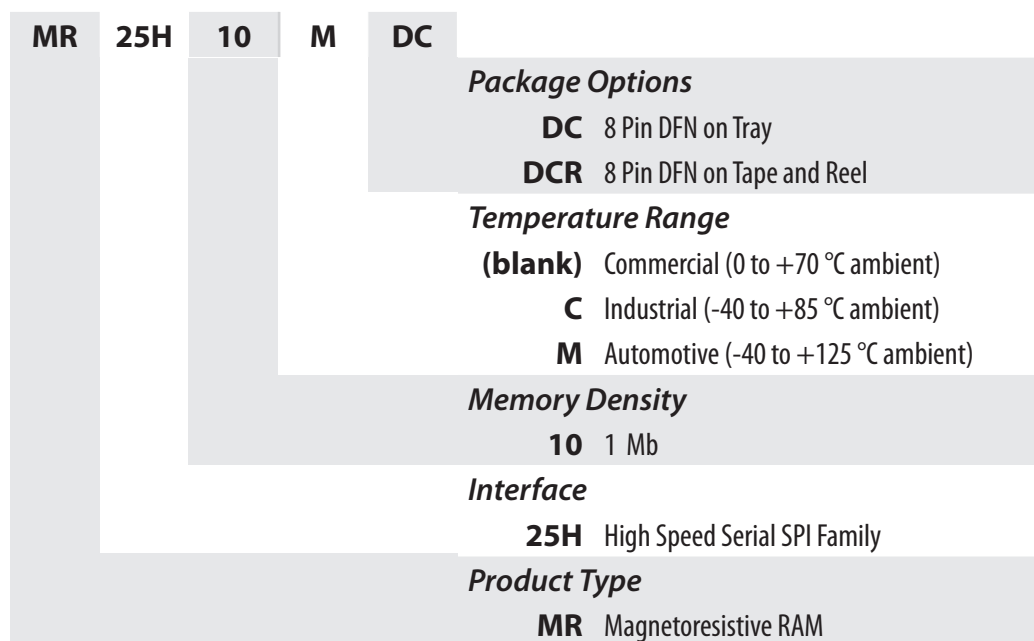 MR 25H 10 M DC
Package Options
DC 8 Pin DFN on Tray
DCR 8 Pin DFN on Tape and Reel
Temperature Range
(blank) Commercial (0 to +70 °C ambient)
C Industrial (-40 to +85 °C ambient)
M Automotive (-40 to +125 °C ambient)
Memory Density
10 1 Mb
Interface
25H High Speed Serial SPI Family
Product Type
MR Magnetoresistive RAM